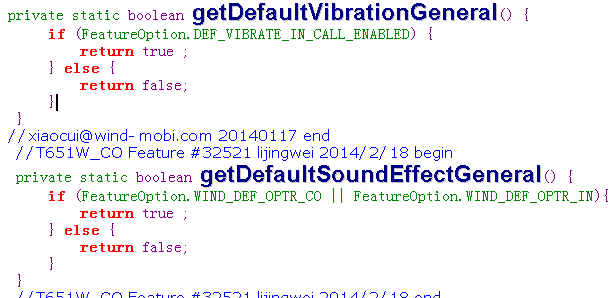 private static boolean getDefaultVibrationGeneral() {
if (FeatureOption.DEF_VIBRATE_IN_CALL_ENABLED) {
return true ;
} else {
return false;
}
}
//xiaocui@wind-mobi.com 20140117 end
//T651W_CO Feature #32521 lijingwei 2014/2/18 begin
private static boolean getDefaultSoundEffectGeneral() {
if (FeatureOption.WIND_DEF_OPTR_CO || FeatureOption.WIND_DEF_OPTR_IN){
return true ;
} else {
return false;
}
}
//T651W_CO Feature #32521 lijingwei 2014/2/18 end